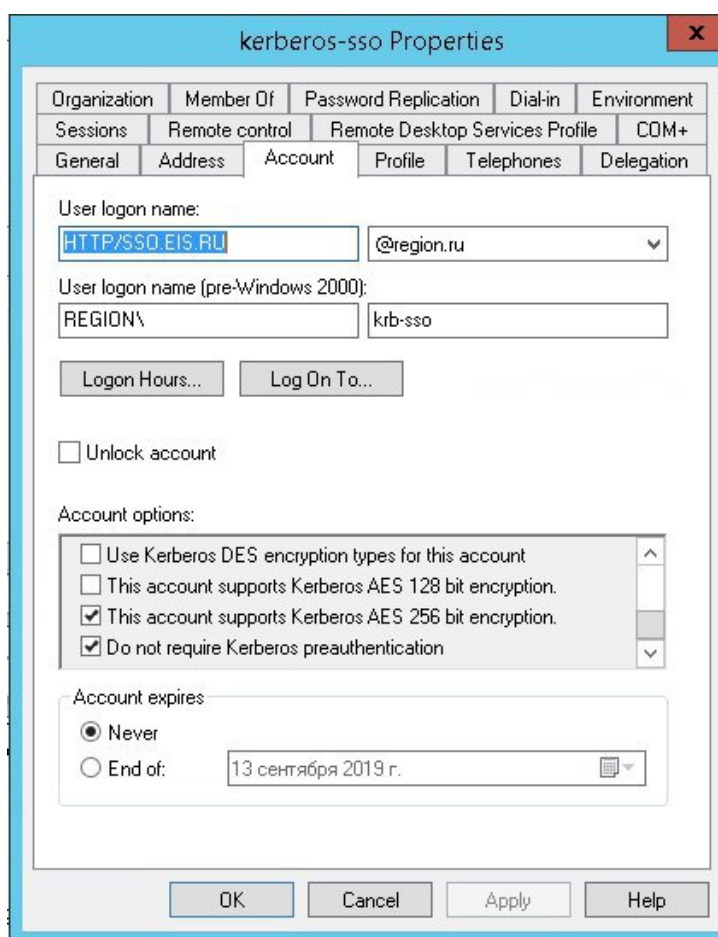 kerberos-sso Properties
x
Organization Member Of Password Replication Dial-in Environment
Sessions Remote control Remote Desktop Services Profile COM+
General Address Account Profile Telephones Delegation
User logon name:
HTTP/SSO.EIS.RU @region.ru
User logon name (pre-Windows 2000):
REGION\ krb-sso
Logon Hours... Log On To...
Unlock account
Account options:
Use Kerberos DES encryption types for this account
This account supports Kerberos AES 128 bit encryption.
This account supports Kerberos AES 256 bit encryption.
Do not require Kerberos preauthentication
Account expires
Never
End of: 13 сентября 2019 г.
OK Cancel Apply Help